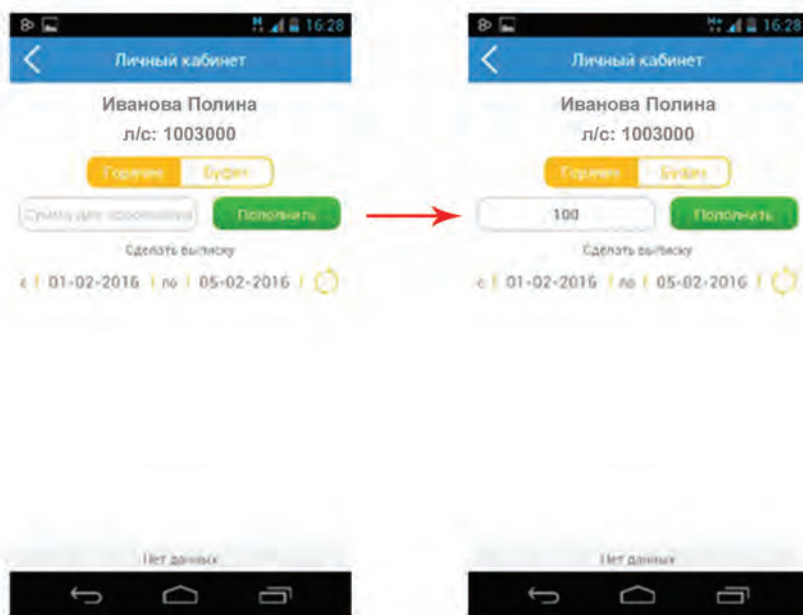 16:28
Личный кабинет
Иванова Полина
л/с: 1003000
Горячее Буфет
Сумма для пополнения Пополнить
Сделать выписку
с 01-02-2016 по 05-02-2016
Нет данных
H+ 16:28
Личный кабинет
Иванова Полина
л/с: 1003000
Горячее Буфет
100 Пополнить
Сделать выписку
с 01-02-2016 по 05-02-2016
Нет данных